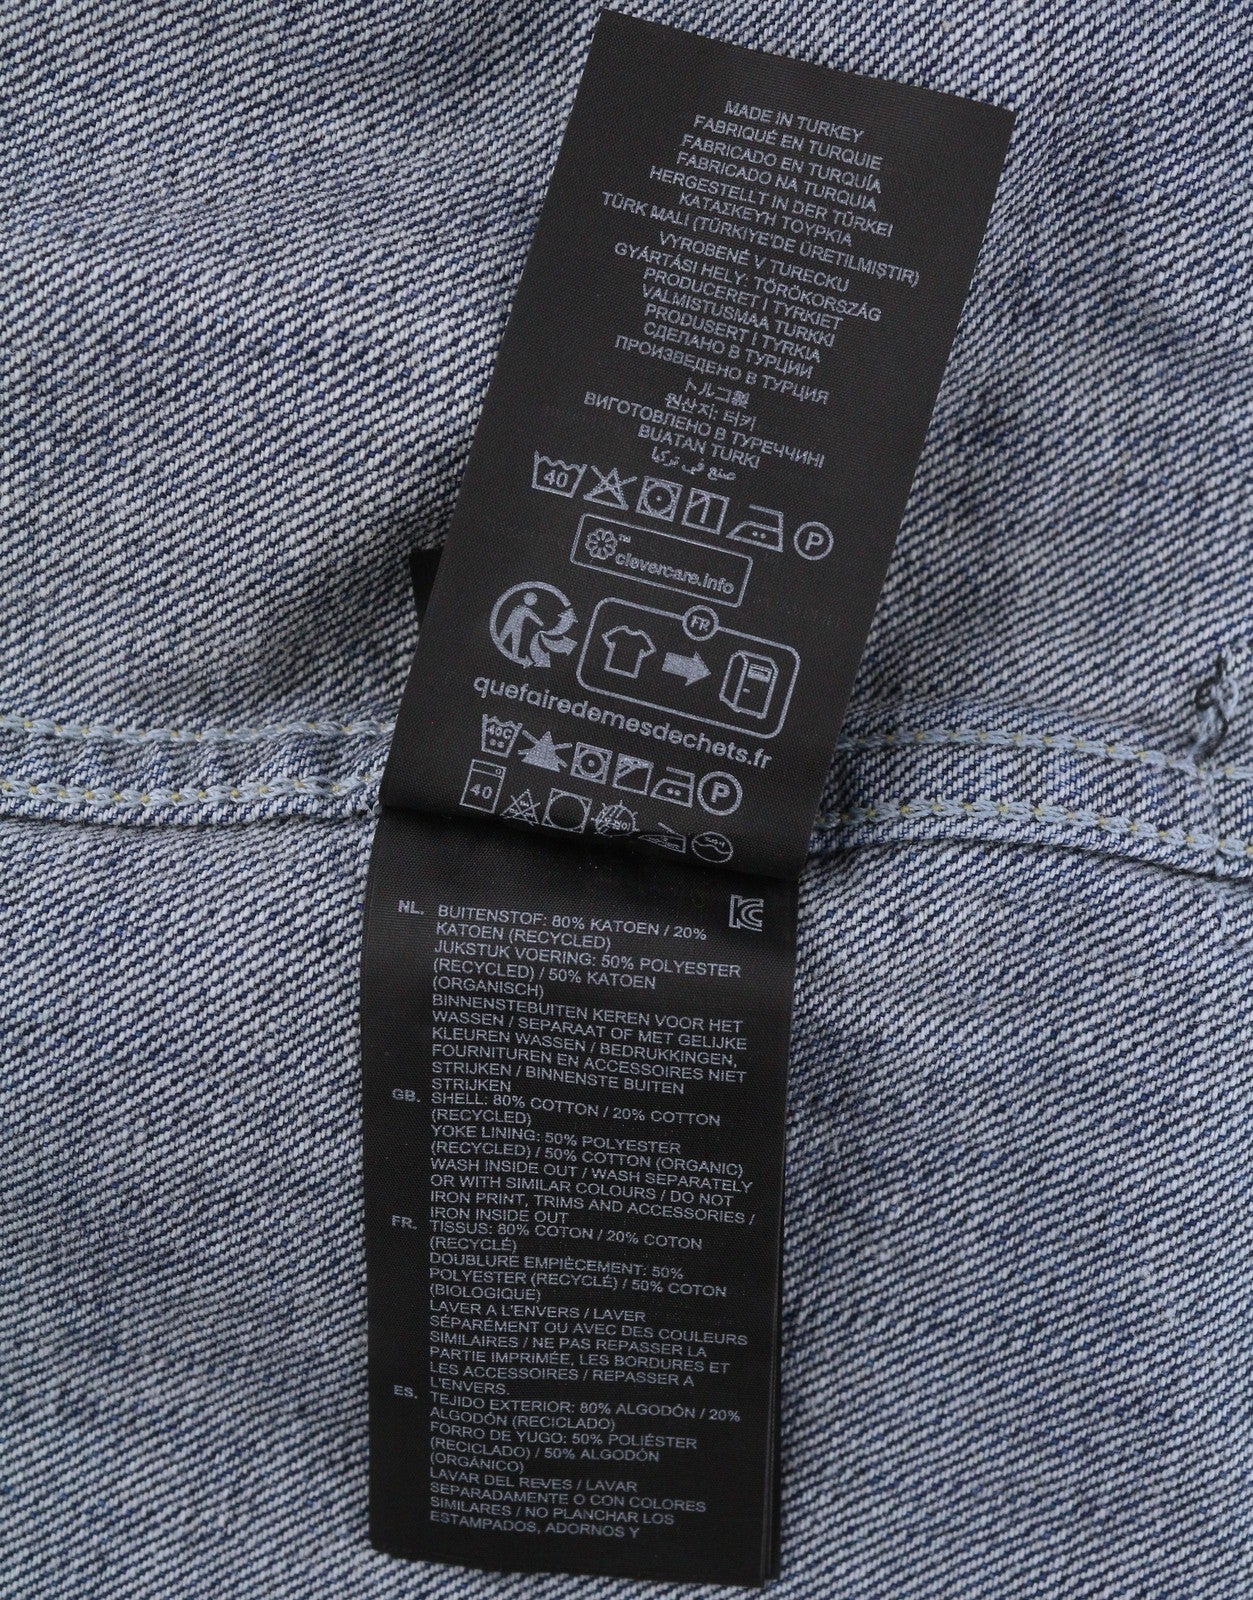 MADE IN TURKEY
FABRIQUÉ EN TURQUIE
FABRICADO EN TURQUÍA
FABRICADO NA TURQUIA
HERGESTELLT IN DER TÜRKEI
ΚΑΤΑΣΚΕΥΗ ΤΟΥΡΚΙΑ
TÜRK MALI (TÜRKIYE'DE ÜRETILMIŞTIR)
VYROBENÉ V TURECKU
GYÁRTÁSI HELY: TÖRÖKORSZÁG
PRODUCERET I TYRKIET
VALMISTUSMAA TURKKI
PRODUSERT I TYRKIA
СДЕЛАНО В ТУРЦИИ
ПРОИЗВЕДЕНО В ТУРЦИЯ
トルコ製
원산지: 터키
ВИГОТОВЛЕНО В ТУРЕЧЧИНІ
BUATAN TURKI
صنع في تركيا
40 P
TM clevercare.info
FR
quefairedemesdechets.fr
40C P
40
NL. BUITENSTOF: 80% KATOEN / 20%
KATOEN (RECYCLED)
JUKSTUK VOERING: 50% POLYESTER
(RECYCLED) / 50% KATOEN
(ORGANISCH)
BINNENSTEBUITEN KEREN VOOR HET
WASSEN / SEPARAAT OF MET GELIJKE
KLEUREN WASSEN / BEDRUKKINGEN,
FOURNITUREN EN ACCESSOIRES NIET
STRIJKEN / BINNENSTE BUITEN
STRIJKEN
GB. SHELL: 80% COTTON / 20% COTTON
(RECYCLED)
YOKE LINING: 50% POLYESTER
(RECYCLED) / 50% COTTON (ORGANIC)
WASH INSIDE OUT / WASH SEPARATELY
OR WITH SIMILAR COLOURS / DO NOT
IRON PRINT, TRIMS AND ACCESSORIES /
IRON INSIDE OUT
FR. TISSUS: 80% COTON / 20% COTON
(RECYCLÉ)
DOUBLURE EMPIÈCEMENT: 50%
POLYESTER (RECYCLÉ) / 50% COTON
(BIOLOGIQUE)
LAVER A L'ENVERS / LAVER
SÉPARÉMENT OU AVEC DES COULEURS
SIMILAIRES / NE PAS REPASSER LA
PARTIE IMPRIMÉE, LES BORDURES ET
LES ACCESSOIRES / REPASSER A
L'ENVERS.
ES. TEJIDO EXTERIOR: 80% ALGODÓN / 20%
ALGODÓN (RECICLADO)
FORRO DE YUGO: 50% POLIÉSTER
(RECICLADO) / 50% ALGODÓN
(ORGÁNICO)
LAVAR DEL REVES / LAVAR
SEPARADAMENTE O CON COLORES
SIMILARES / NO PLANCHAR LOS
ESTAMPADOS, ADORNOS Y